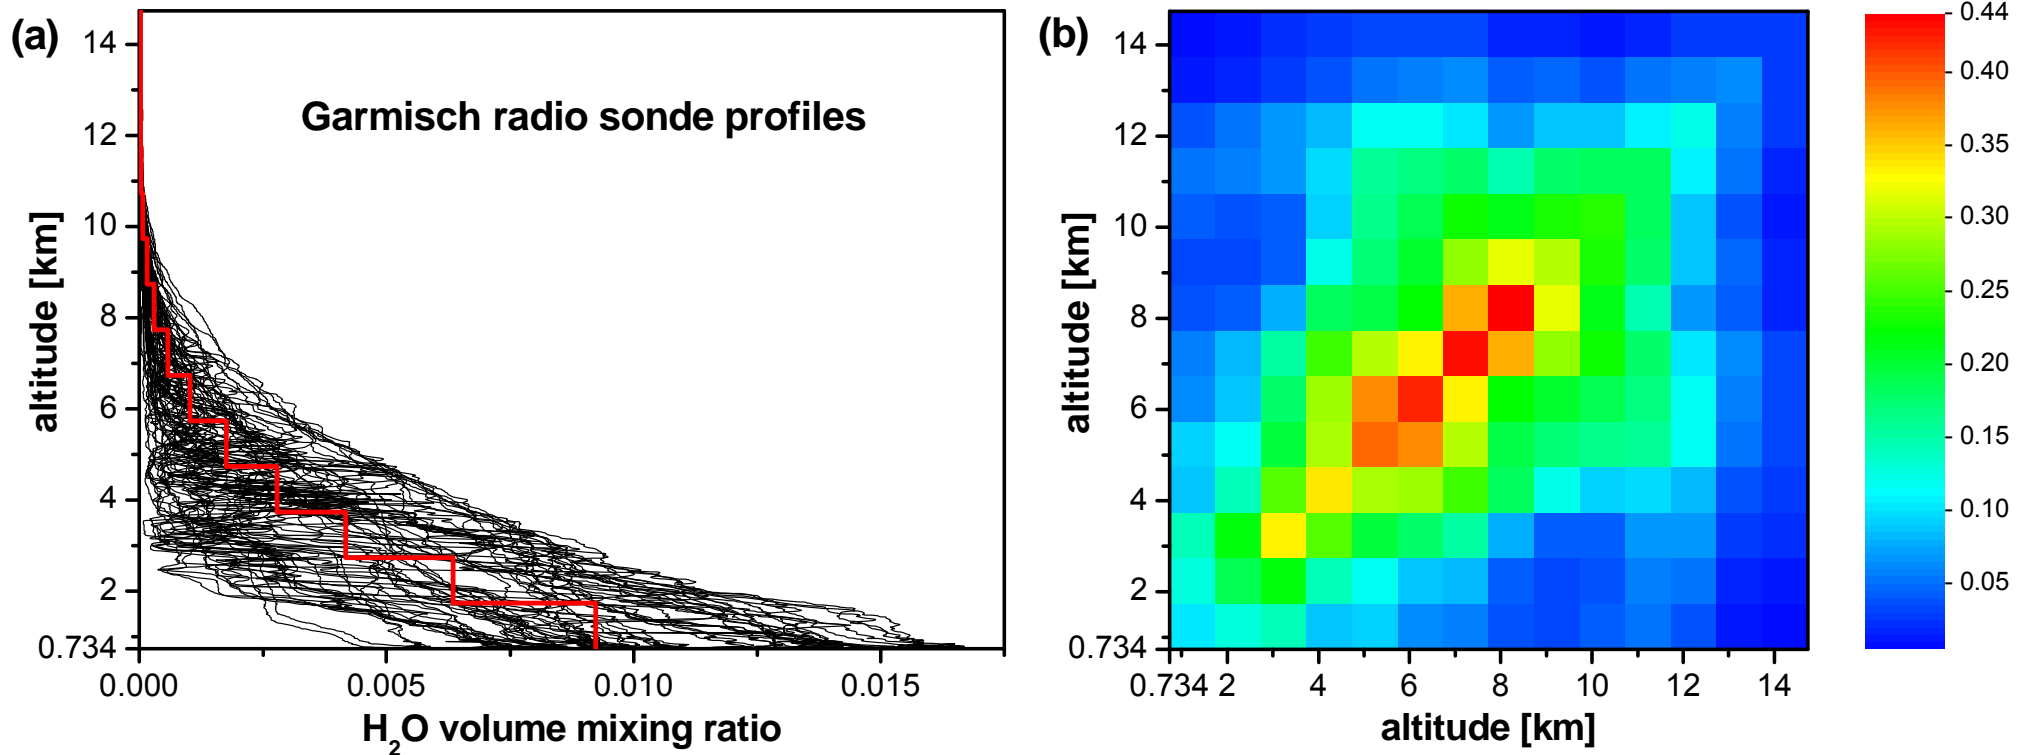 (a)
Garmisch radio sonde profiles
altitude [km]
14
12
10
8
6
4
2
0.734
0.000 0.005 0.010 0.015
H₂O volume mixing ratio
(b)
altitude [km]
14
12
10
8
6
4
2
0.734
0.734 2 4 6 8 10 12 14
altitude [km]
0.44
0.40
0.35
0.30
0.25
0.20
0.15
0.10
0.05